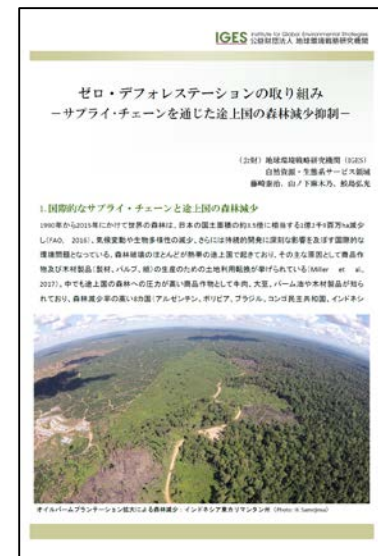 IGES Institute for Global Environmental Strategies
公益財団法人 地球環境戦略研究機関
ゼロ・デフォレステーションの取り組み
－サプライ・チェーンを通じた途上国の森林減少抑制－
（公財）地球環境戦略研究機関（IGES）
自然資源・生態系サービス領域
藤崎泰治、山ノ下麻木乃、鮫島弘光
1. 国際的なサプライ・チェーンと途上国の森林減少
1990年から2015年にかけて世界の森林は、日本の国土面積の約3.5倍に相当する1億2千9百万ha減少
し（FAO, 2016）、気候変動や生物多様性の減少、さらには持続的開発に深刻な影響を及ぼす国際的な
環境問題となっている。森林破壊のほとんどが熱帯の途上国で起きており、その主な原因として商品作
物及び木材製品（製材、パルプ、紙）の生産のための土地利用転換が挙げられている（Miller et al.,
2017）。中でも途上国の森林への圧力が高い商品作物として牛肉、大豆、パーム油や木材製品が知ら
れており、森林減少率の高い8カ国（アルゼンチン、ボリビア、ブラジル、コンゴ民主共和国、インドネシ
オイルパームプランテーション拡大による森林減少：インドネシア東カリマンタン州（Photo: H. Samejima）